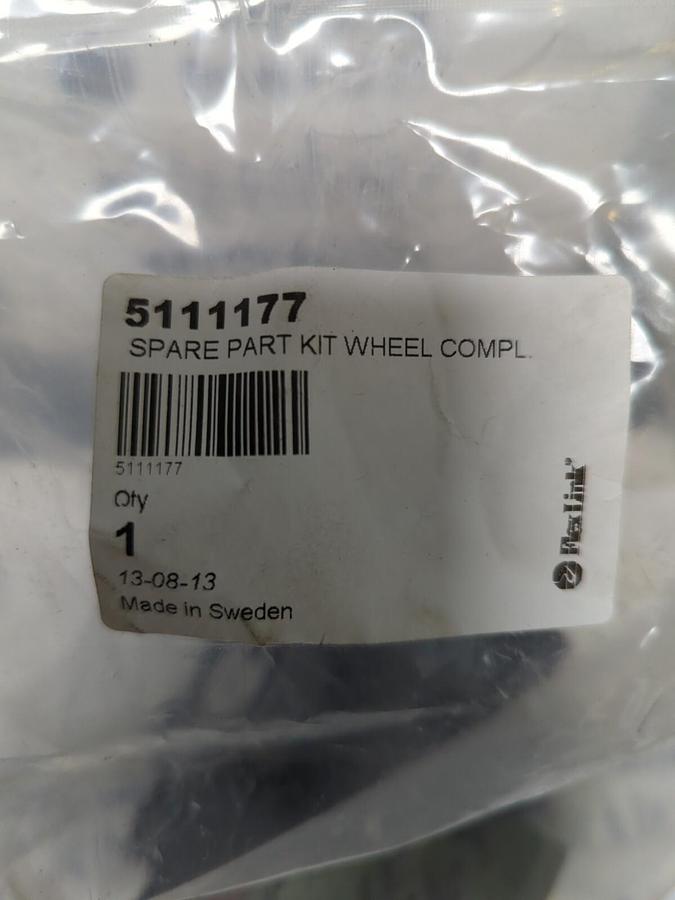 5111177
SPARE PART KIT WHEEL COMPL.
5111177
Qty
1
13-08-13
Made in Sweden
FlexLink®